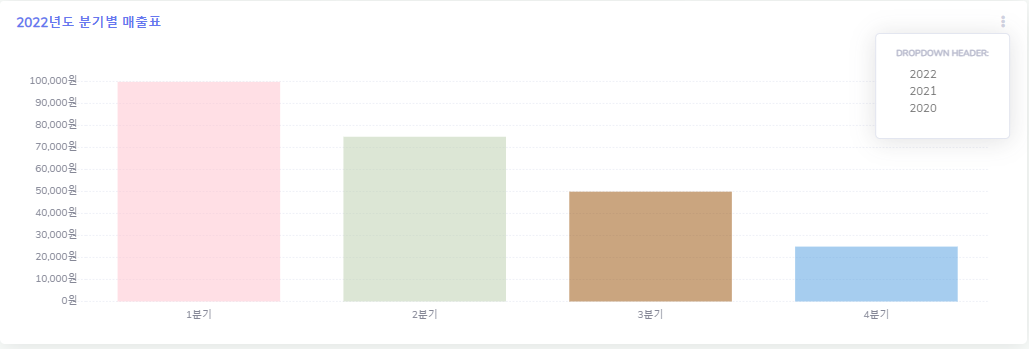 2022년도 분기별 매출표
DROPDOWN HEADER:
2022
2021
2020
100,000원
90,000원
80,000원
70,000원
60,000원
50,000원
40,000원
30,000원
20,000원
10,000원
0원
1분기 2분기 3분기 4분기